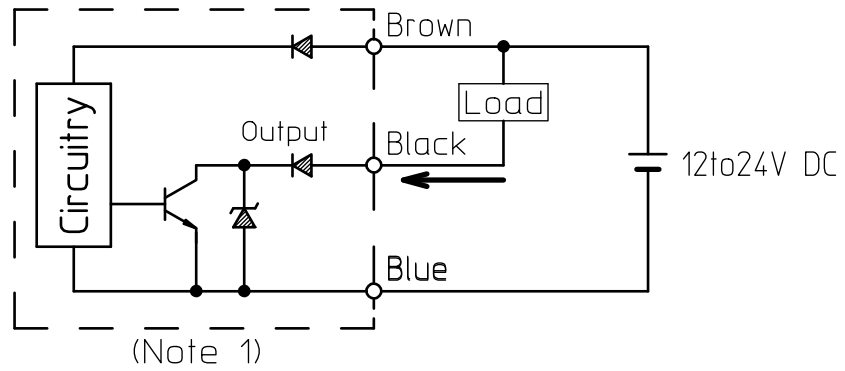 Brown
Load
Circuitry
Output
Black
12to24V DC
Blue
(Note 1)